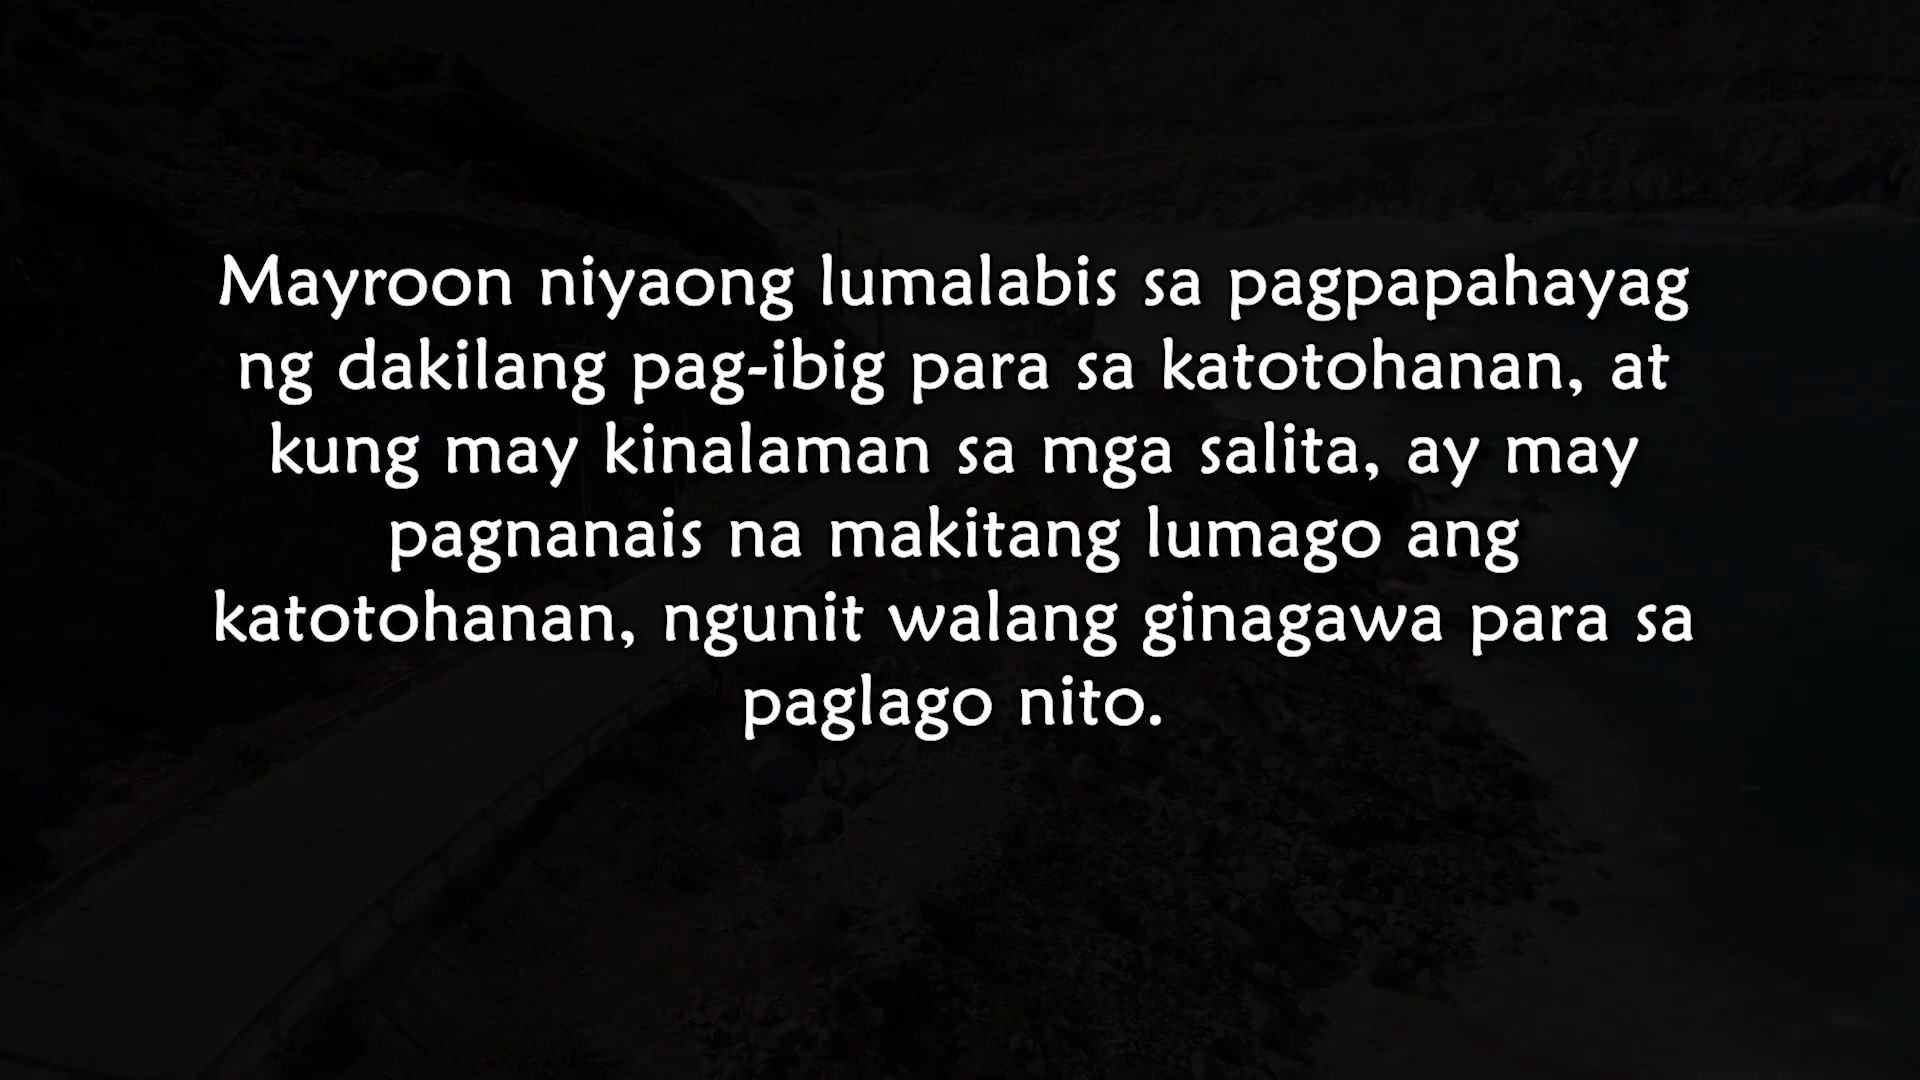 Mayroon niyaong lumalabis sa pagpapahayag
ng dakilang pag-ibig para sa katotohanan, at
kung may kinalaman sa mga salita, ay may
pagnanais na makitang lumago ang
katotohanan, ngunit walang ginagawa para sa
paglago nito.